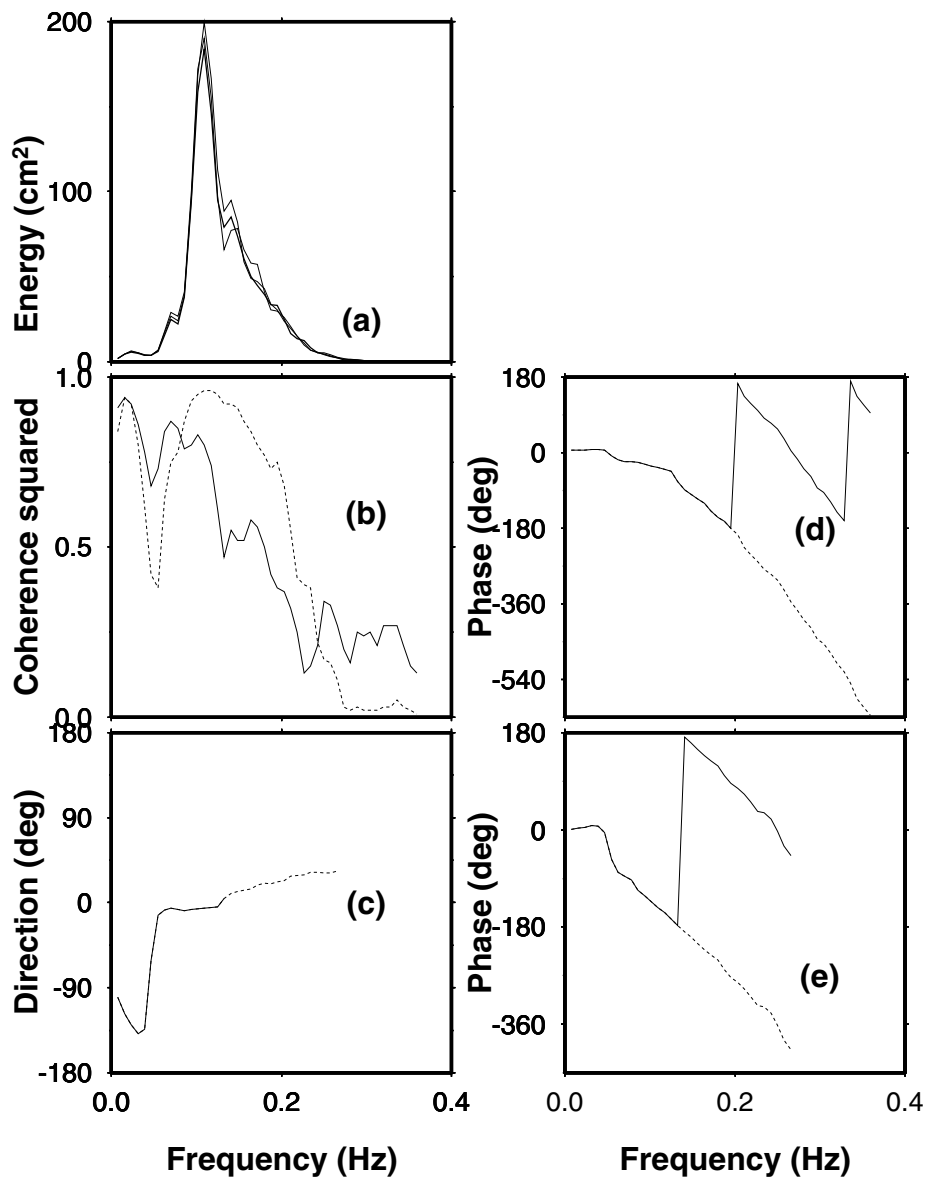 200
100
0
Energy (cm²)
(a)
1.0
0.5
0.0
Coherence squared
(b)
180
90
0
-90
-180
Direction (deg)
(c)
0.0
0.2
0.4
Frequency (Hz)
180
0
-180
-360
-540
Phase (deg)
(d)
180
0
-180
-360
Phase (deg)
(e)
0.0
0.2
0.4
Frequency (Hz)